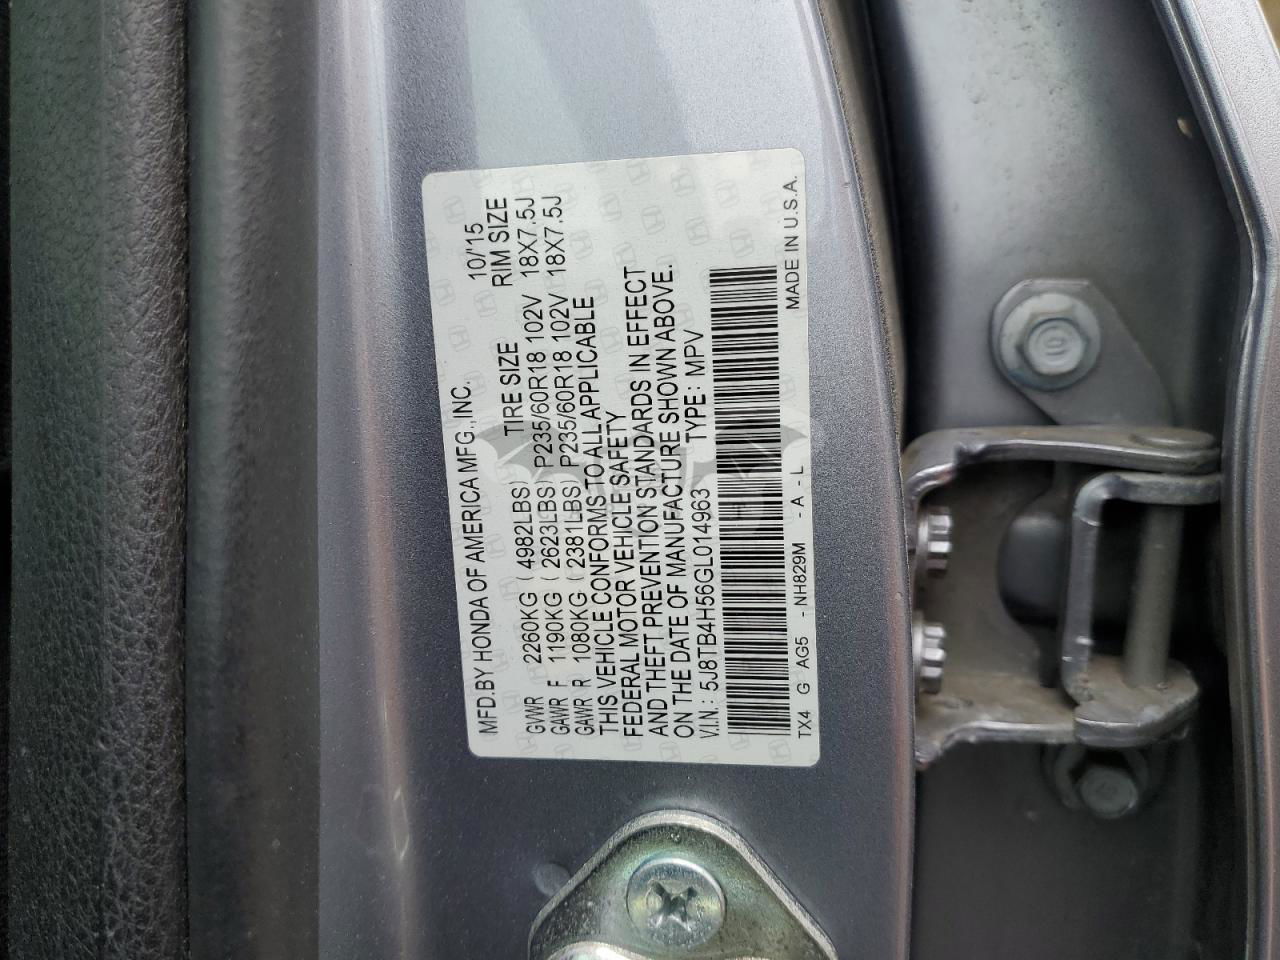 MFD.BY HONDA OF AMERICA MFG.,INC. 10/'15
TIRE SIZE RIM SIZE
GVWR 2260KG ( 4982LBS)
GAWR F 1190KG ( 2623LBS) P235/60R18 102V 18X7.5J
GAWR R 1080KG ( 2381LBS) P235/60R18 102V 18X7.5J
THIS VEHICLE CONFORMS TO ALL APPLICABLE
FEDERAL MOTOR VEHICLE SAFETY
AND THEFT PREVENTION STANDARDS IN EFFECT
ON THE DATE OF MANUFACTURE SHOWN ABOVE.
V.I.N.: 5J8TB4H56GL014963 TYPE: MPV
TX4 G AG5 - NH829M - A - L MADE IN U.S.A.